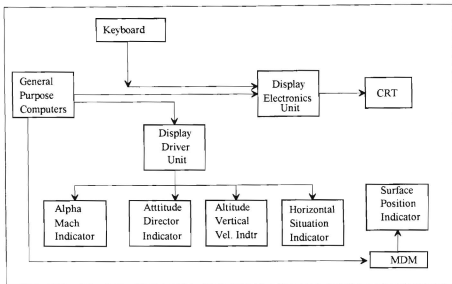 Keyboard
General
Purpose
Computers
Display
Electronics
Unit
CRT
Display
Driver
Unit
Alpha
Mach
Indicator
Atttitude
Director
Indicator
Altitude
Vertical
Vel. Indtr
Horizontal
Situation
Indicator
Surface
Position
Indicator
MDM